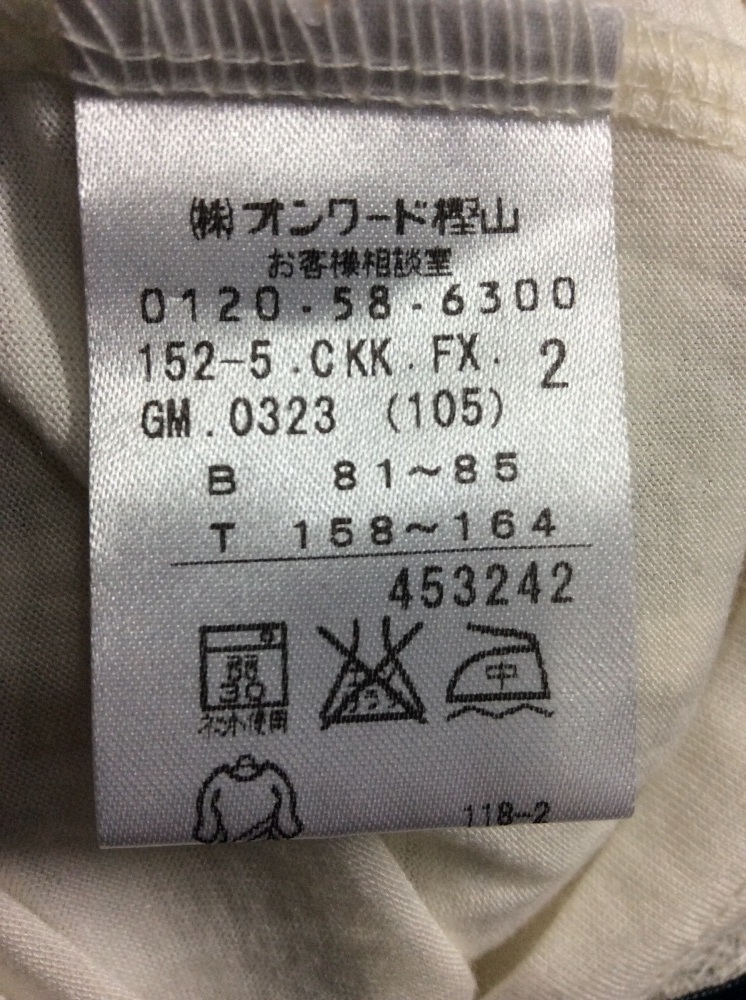 ㈱オンワード樫山
お客様相談室
0120-58-6300
152-5.CKK.FX. 2
GM.0323 (105)
B 81~85
T 158~164
453242
弱
30
ネット使用
中
118-2